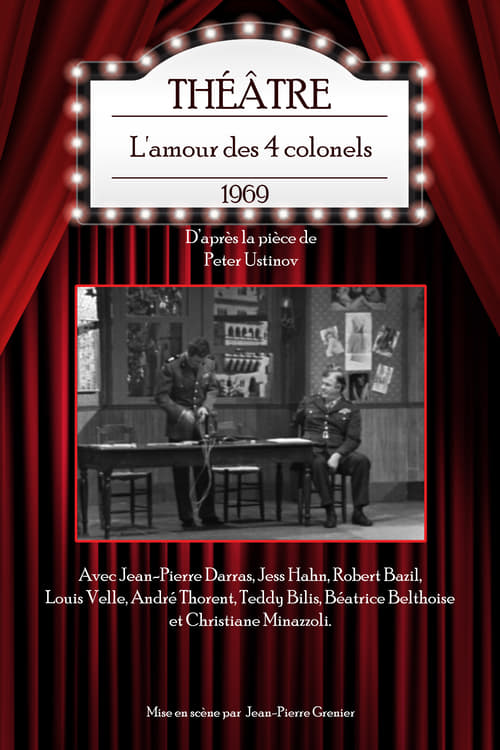 THÉÂTRE
L'amour des 4 colonels
1969
D'après la pièce de
Peter Ustinov
Avec Jean-Pierre Darras, Jess Hahn, Robert Bazil,
Louis Velle, André Thorent, Teddy Bilis, Béatrice Belthoise
et Christiane Minazzoli.
Mise en scène par Jean-Pierre Grenier